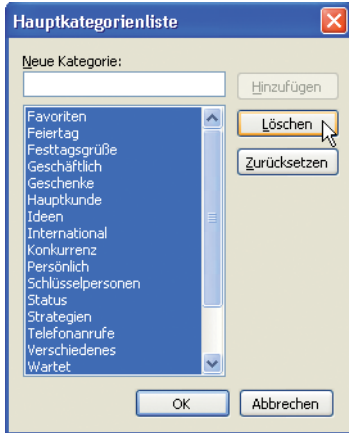 Hauptkategorienliste
Neue Kategorie:
Hinzufügen
Favoriten
Feiertag
Festtagsgrüße
Geschäftlich
Geschenke
Hauptkunde
Ideen
International
Konkurrenz
Persönlich
Schlüsselpersonen
Status
Strategien
Telefonanrufe
Verschiedenes
Wartet
Löschen
Zurücksetzen
OK
Abbrechen